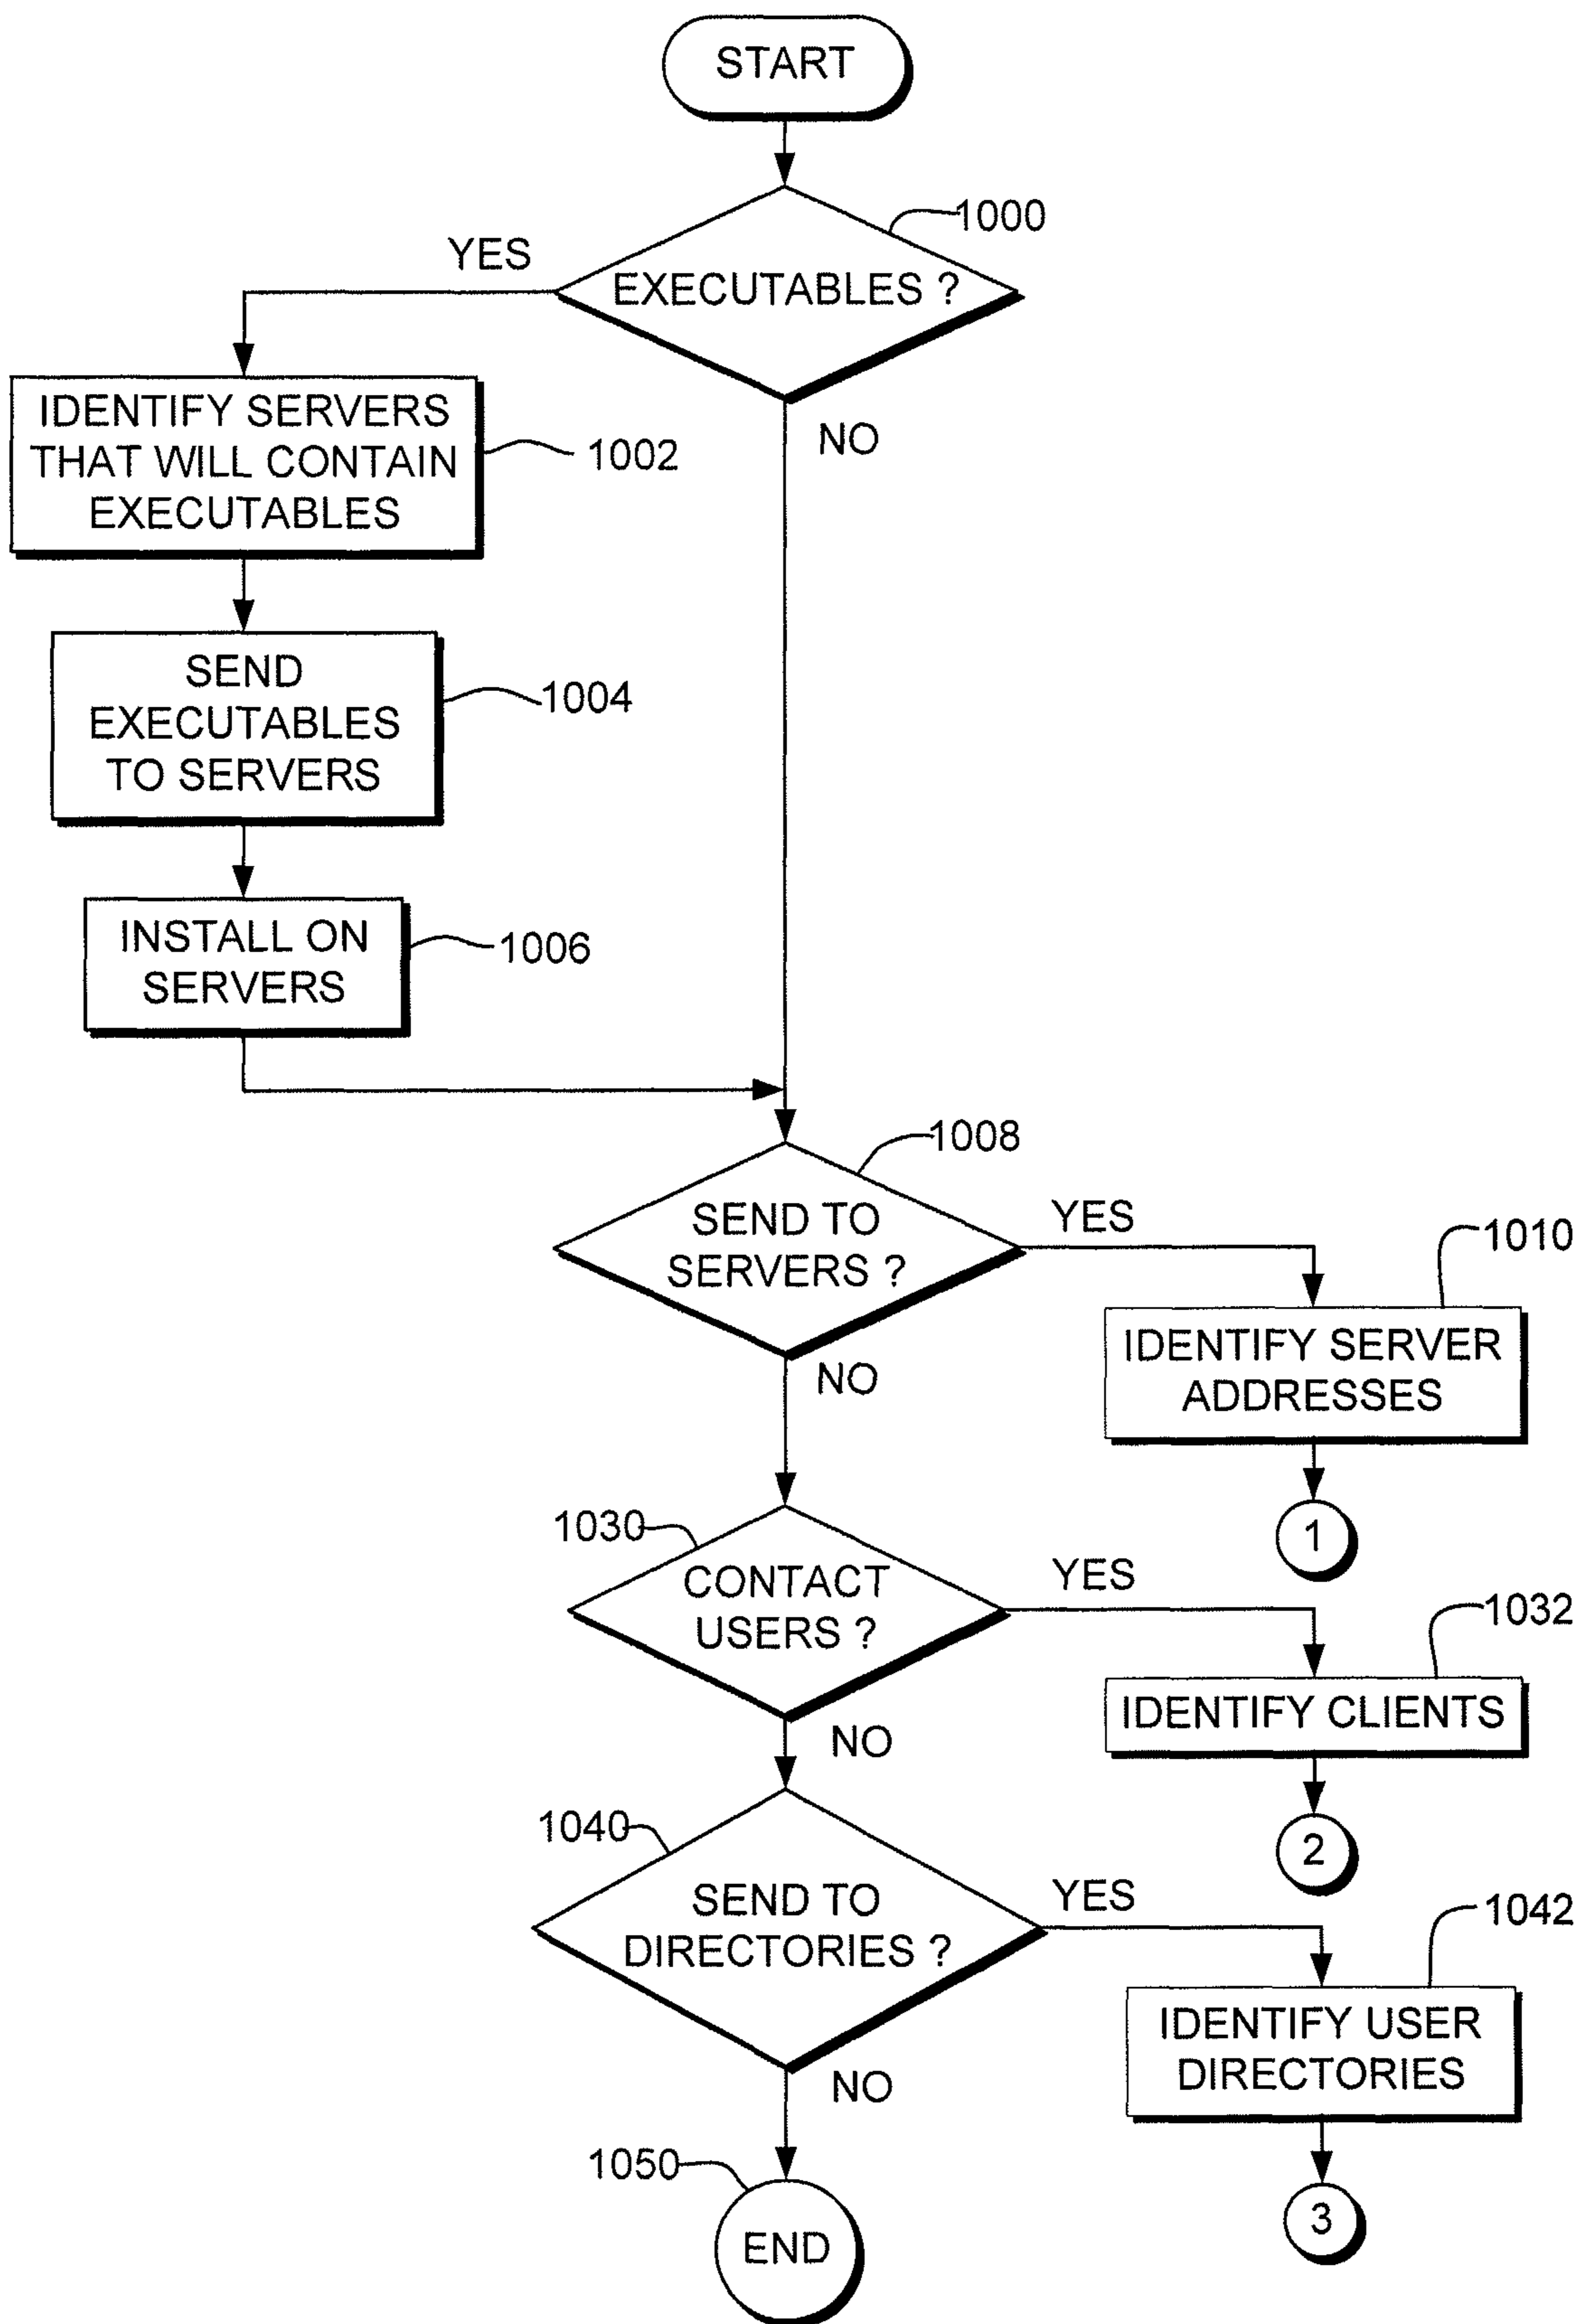 START
1000
YES
EXECUTABLES ?
NO
IDENTIFY SERVERS
THAT WILL CONTAIN
EXECUTABLES
1002
SEND
EXECUTABLES
TO SERVERS
1004
INSTALL ON
SERVERS
1006
1008
SEND TO
SERVERS ?
YES
NO
1010
IDENTIFY SERVER
ADDRESSES
1
1030
CONTACT
USERS ?
YES
NO
1032
IDENTIFY CLIENTS
2
1040
SEND TO
DIRECTORIES ?
YES
NO
1042
IDENTIFY USER
DIRECTORIES
3
1050
END